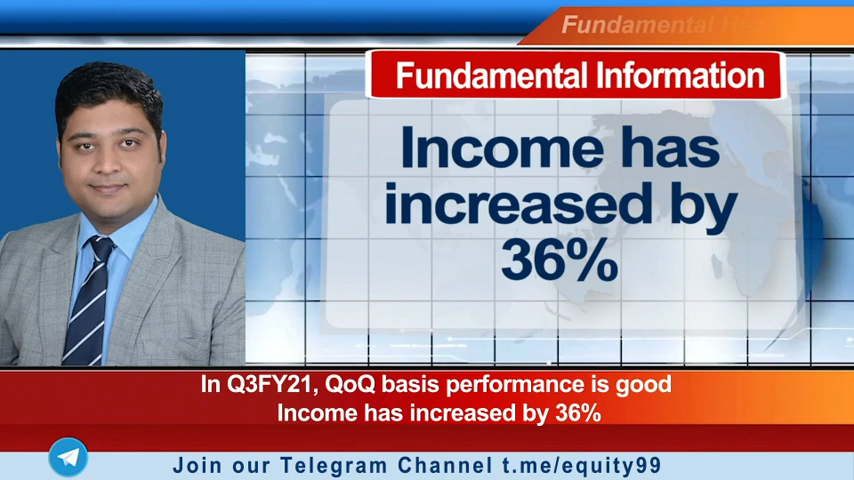 Fundamental
Fundamental Information
Income has
increased by
36%
In Q3FY21, QoQ basis performance is good
Income has increased by 36%
Join our Telegram Channel t.me/equity99